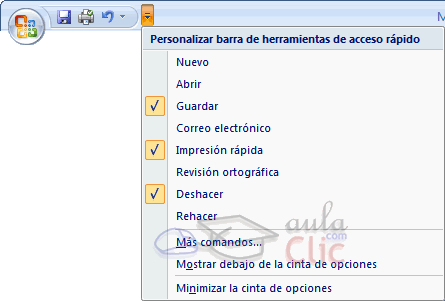 M
Personalizar barra de herramientas de acceso rápido
Nuevo
Abrir
Guardar
Correo electrónico
Impresión rápida
Revisión ortográfica
Deshacer
Rehacer
Más comandos...
Mostrar debajo de la cinta de opciones
Minimizar la cinta de opciones
aula
.com
Clic